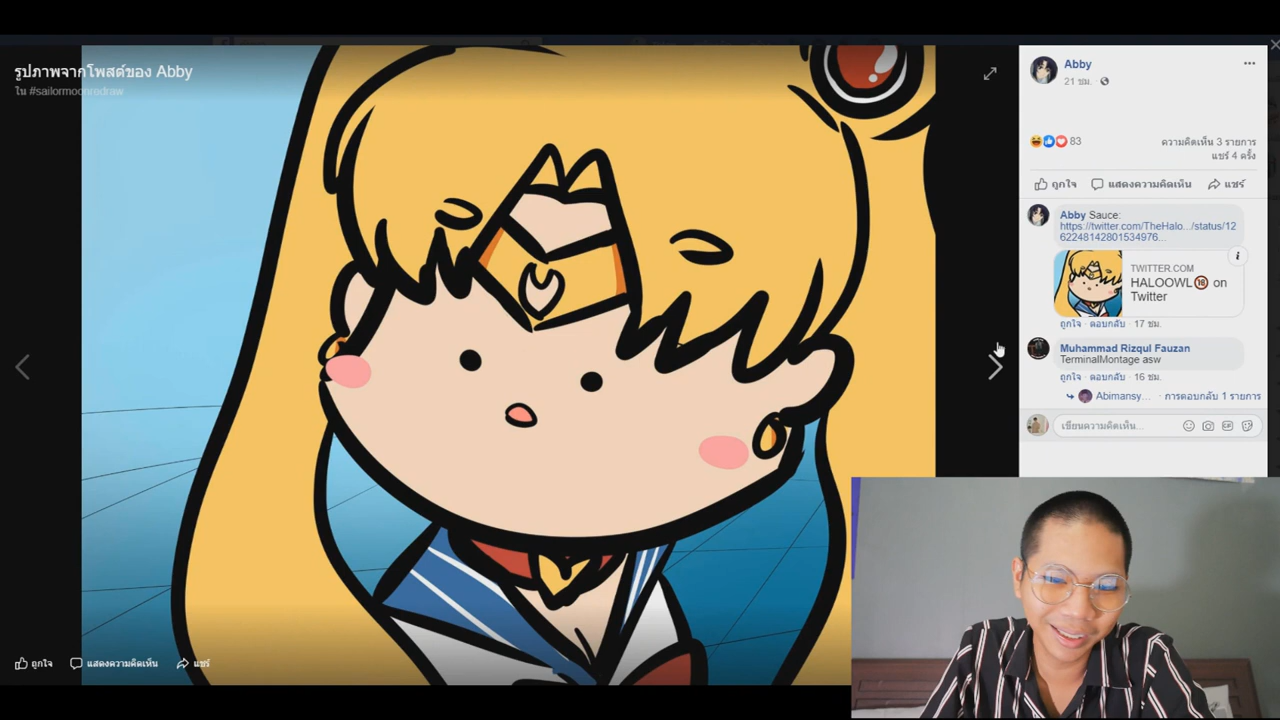 รูปภาพจากโพสต์ของ Abby
ใน #sailormoonredraw
Abby
21 ชม.
83
ความคิดเห็น 3 รายการ
แชร์ 4 ครั้ง
ถูกใจ
แสดงความคิดเห็น
แชร์
Abby Sauce:
https://twitter.com/TheHalo.../status/12
62248142801534976...
TWITTER.COM
HALOOWL🔞 on
Twitter
ถูกใจ · ตอบกลับ · 17 ชม.
Muhammad Rizqul Fauzan
TerminalMontage asw
ถูกใจ · ตอบกลับ · 16 ชม.
Abimansy... · การตอบกลับ 1 รายการ
เขียนความคิดเห็น...
GIF
ถูกใจ
แสดงความคิดเห็น
แชร์